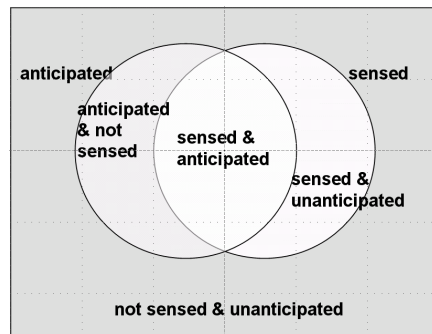 anticipated
sensed
anticipated
& not
sensed
sensed &
anticipated
sensed &
unanticipated
not sensed & unanticipated